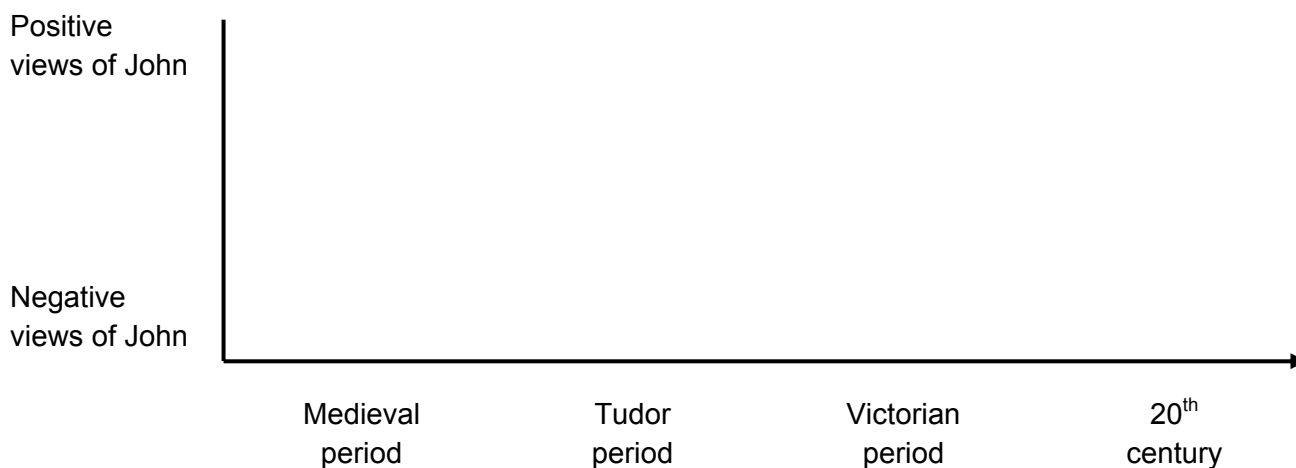 Positive
views of John
Negative
views of John
Medieval
period
Tudor
period
Victorian
period
20th
century